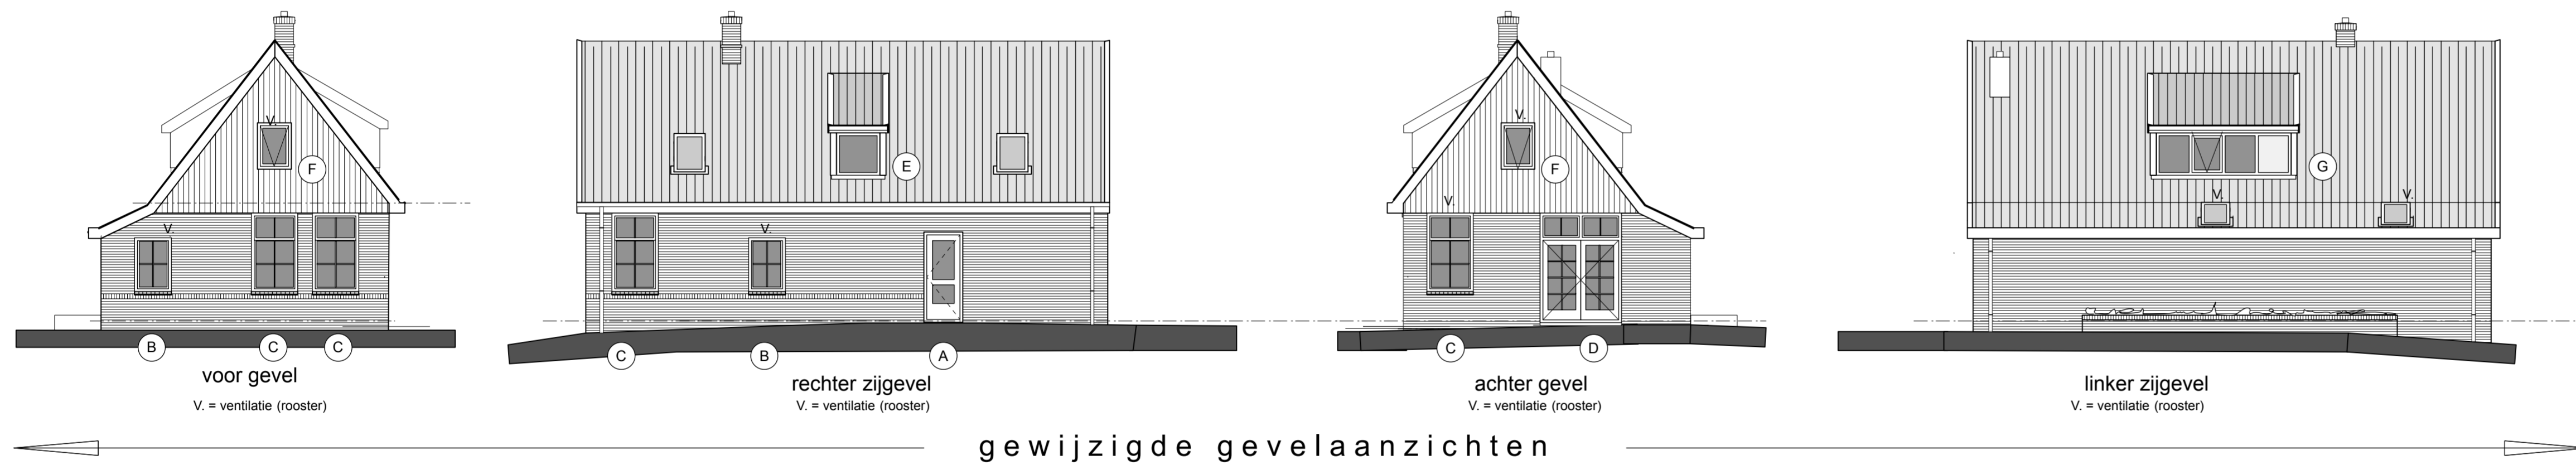 V.
F
V.
B
C
C
voor gevel
V. = ventilatie (rooster)
E
V.
C
B
A
rechter zijgevel
V. = ventilatie (rooster)
V.
F
V.
C
D
achter gevel
V. = ventilatie (rooster)
G
V.
V.
linker zijgevel
V. = ventilatie (rooster)
gewijzigde gevelaanzichten